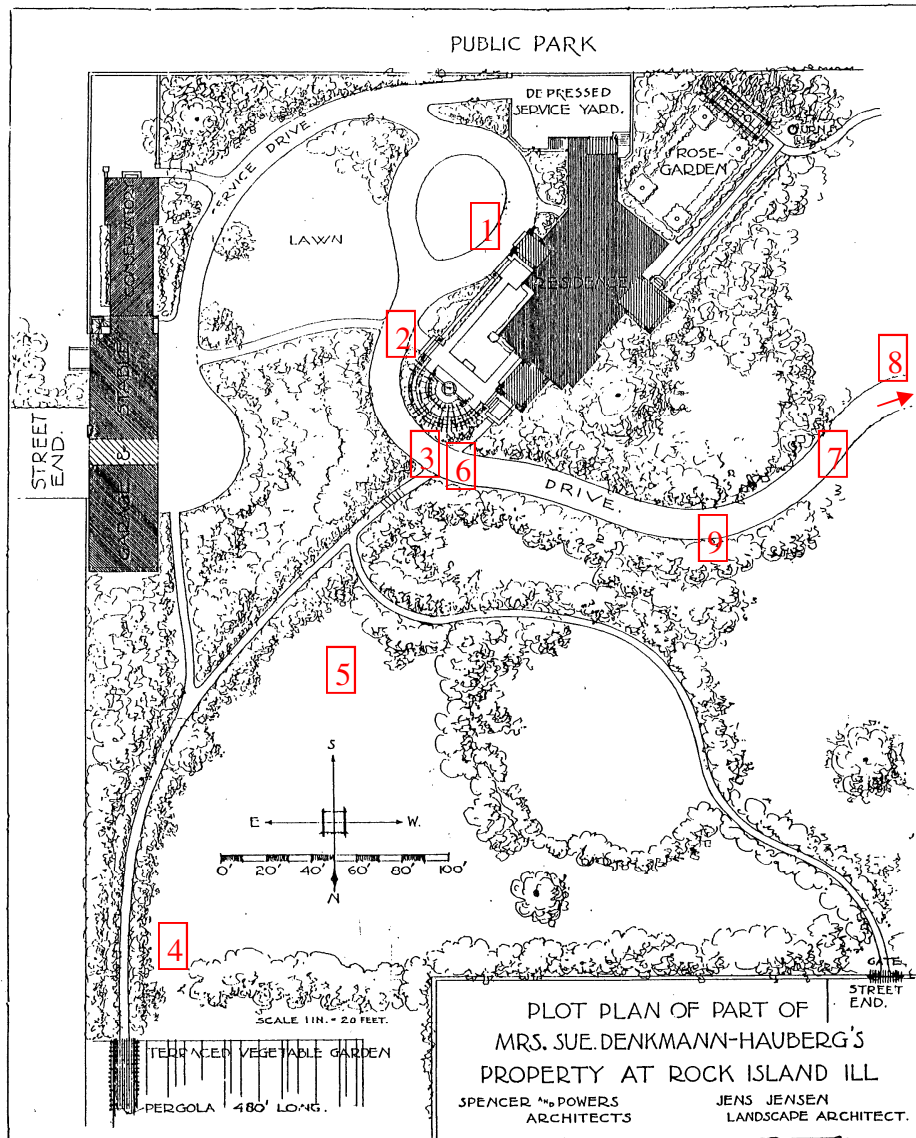 PUBLIC PARK
DEPRESSED
SERVICE YARD.
URN
SERVICE DRIVE
ROSE-
GARDEN
CONSERVATORY
1
LAWN
RESIDENCE
2
8
STREET
END.
GARAGE & STABLE
3
6
7
DRIVE.
9
5
S
E
W.
0' 20' 40' 60' 80' 100'
N
4
GATE
STREET
END.
SCALE 1 IN. = 20 FEET.
TERRACED VEGETABLE GARDEN
PERGOLA 480' LONG.
PLOT PLAN OF PART OF
MRS. SUE. DENKMANN-HAUBERG'S
PROPERTY AT ROCK ISLAND ILL
SPENCER AND POWERS
ARCHITECTS
JENS JENSEN
LANDSCAPE ARCHITECT.